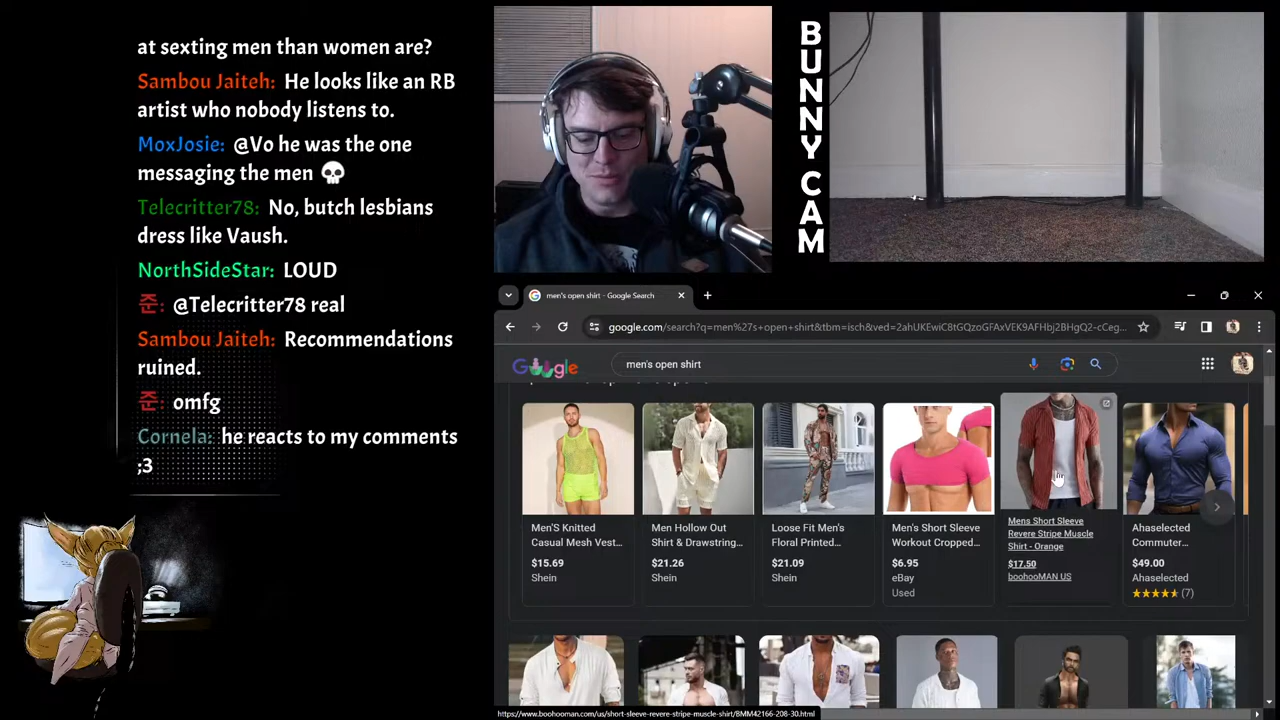 at sexting men than women are?
Sambou Jaiteh: He looks like an RB
artist who nobody listens to.
MoxJosie: @Vo he was the one
messaging the men 💀
Telecritter78: No, butch lesbians
dress like Vaush.
NorthSideStar: LOUD
준: @Telecritter78 real
Sambou Jaiteh: Recommendations
ruined.
준: omfg
Cornela: he reacts to my comments
;3
BUNNY CAM
men's open shirt - Google Search
google.com/search?q=men%27s+open+shirt&tbm=isch&ved=2ahUKEwiC8tGQzoGFAxVEK9AFHbj2BHgQ2-cCeg...
Google
men's open shirt
Men'S Knitted
Casual Mesh Vest...
$15.69
Shein
Men Hollow Out
Shirt & Drawstring...
$21.26
Shein
Loose Fit Men's
Floral Printed...
$21.09
Shein
Men's Short Sleeve
Workout Cropped...
$6.95
eBay
Used
Mens Short Sleeve
Revere Stripe Muscle
Shirt - Orange
$17.50
boohooMAN US
Ahaselected
Commuter...
$49.00
Ahaselected
(7)
https://www.boohooman.com/us/short-sleeve-revere-stripe-muscle-shirt/BMM42166-208-30.html